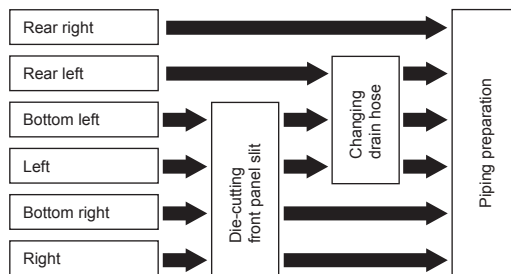 Rear right
Rear left
Bottom left
Left
Bottom right
Right
Die-cutting
front panel slit
Changing
drain hose
Piping preparation